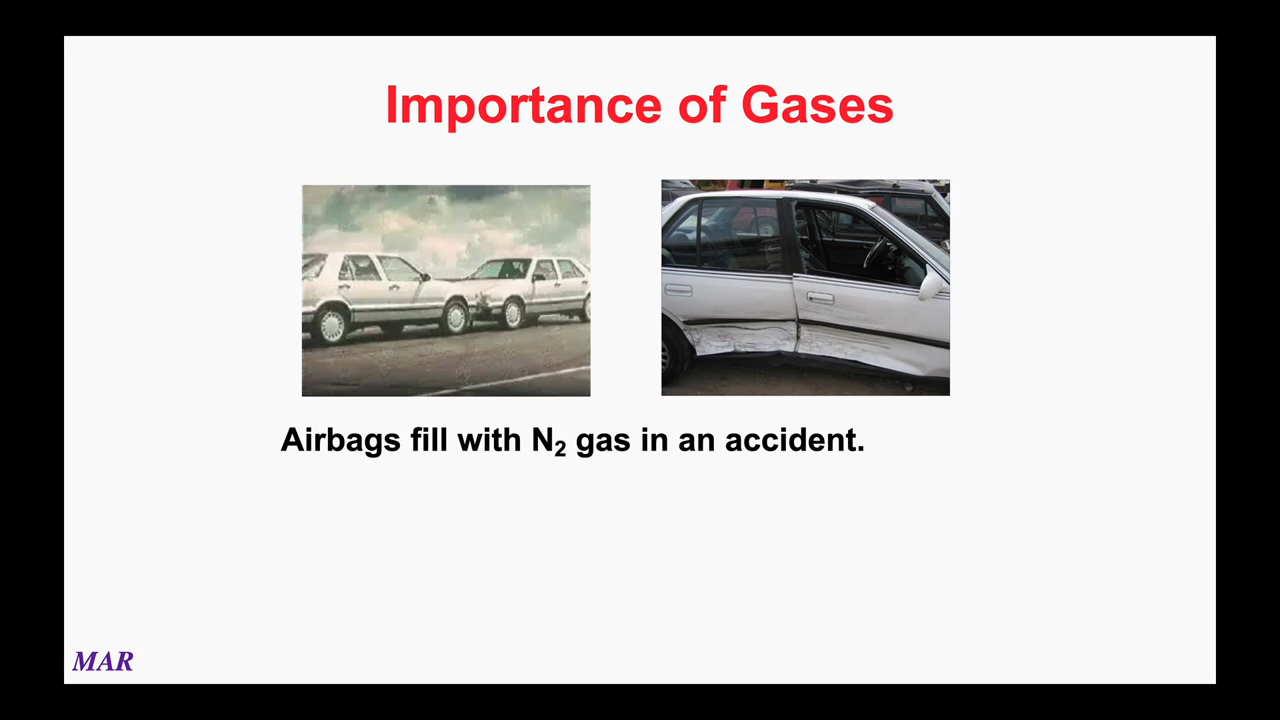 Importance of Gases
Airbags fill with N₂ gas in an accident.
MAR